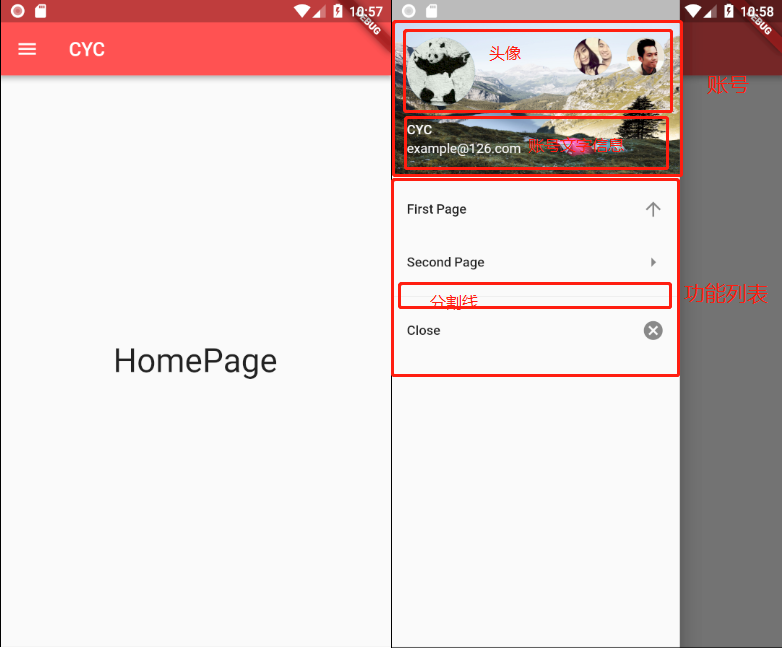 10:57
DEBUG
CYC
HomePage
10:58
DEBUG
头像
账号
CYC
example@126.com
账号文字信息
First Page
Second Page
功能列表
分割线
Close